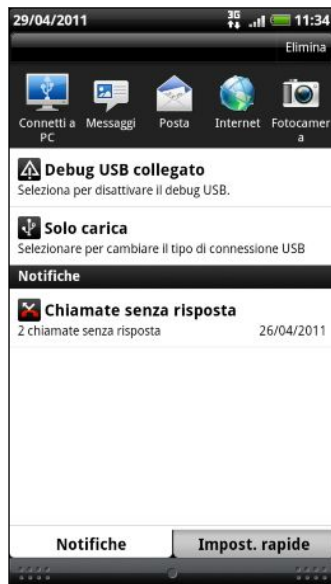 29/04/2011 3G 11:34
Elimina
Connetti a PC
Messaggi
Posta
Internet
Fotocamera
Debug USB collegato
Seleziona per disattivare il debug USB.
Solo carica
Selezionare per cambiare il tipo di connessione USB
Notifiche
Chiamate senza risposta
2 chiamate senza risposta 26/04/2011
Notifiche Impost. rapide